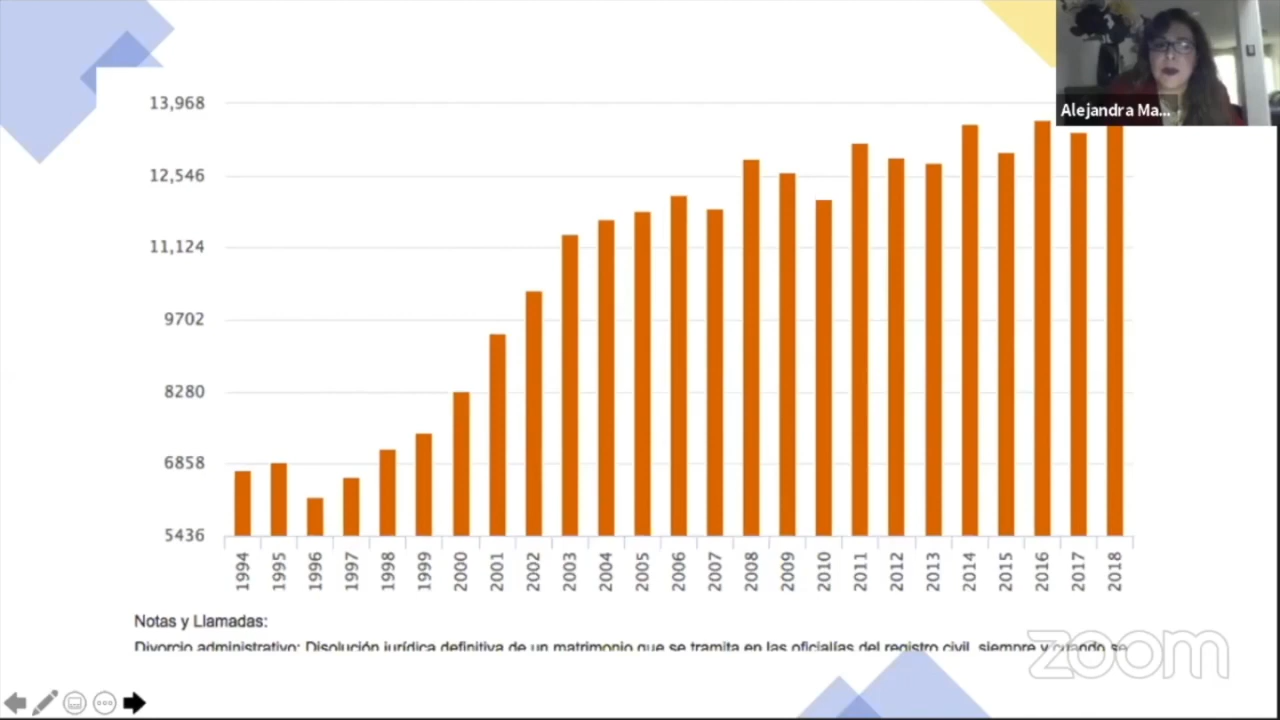 Alejandra Ma...
13,968
12,546
11,124
9702
8280
6858
5436
1994 1995 1996 1997 1998 1999 2000 2001 2002 2003 2004 2005 2006 2007 2008 2009 2010 2011 2012 2013 2014 2015 2016 2017 2018
Notas y Llamadas:
Divorcio administrativo: Disolución jurídica definitiva de un matrimonio que se tramita en las oficialías del registro civil, siempre y cuando se
zoom